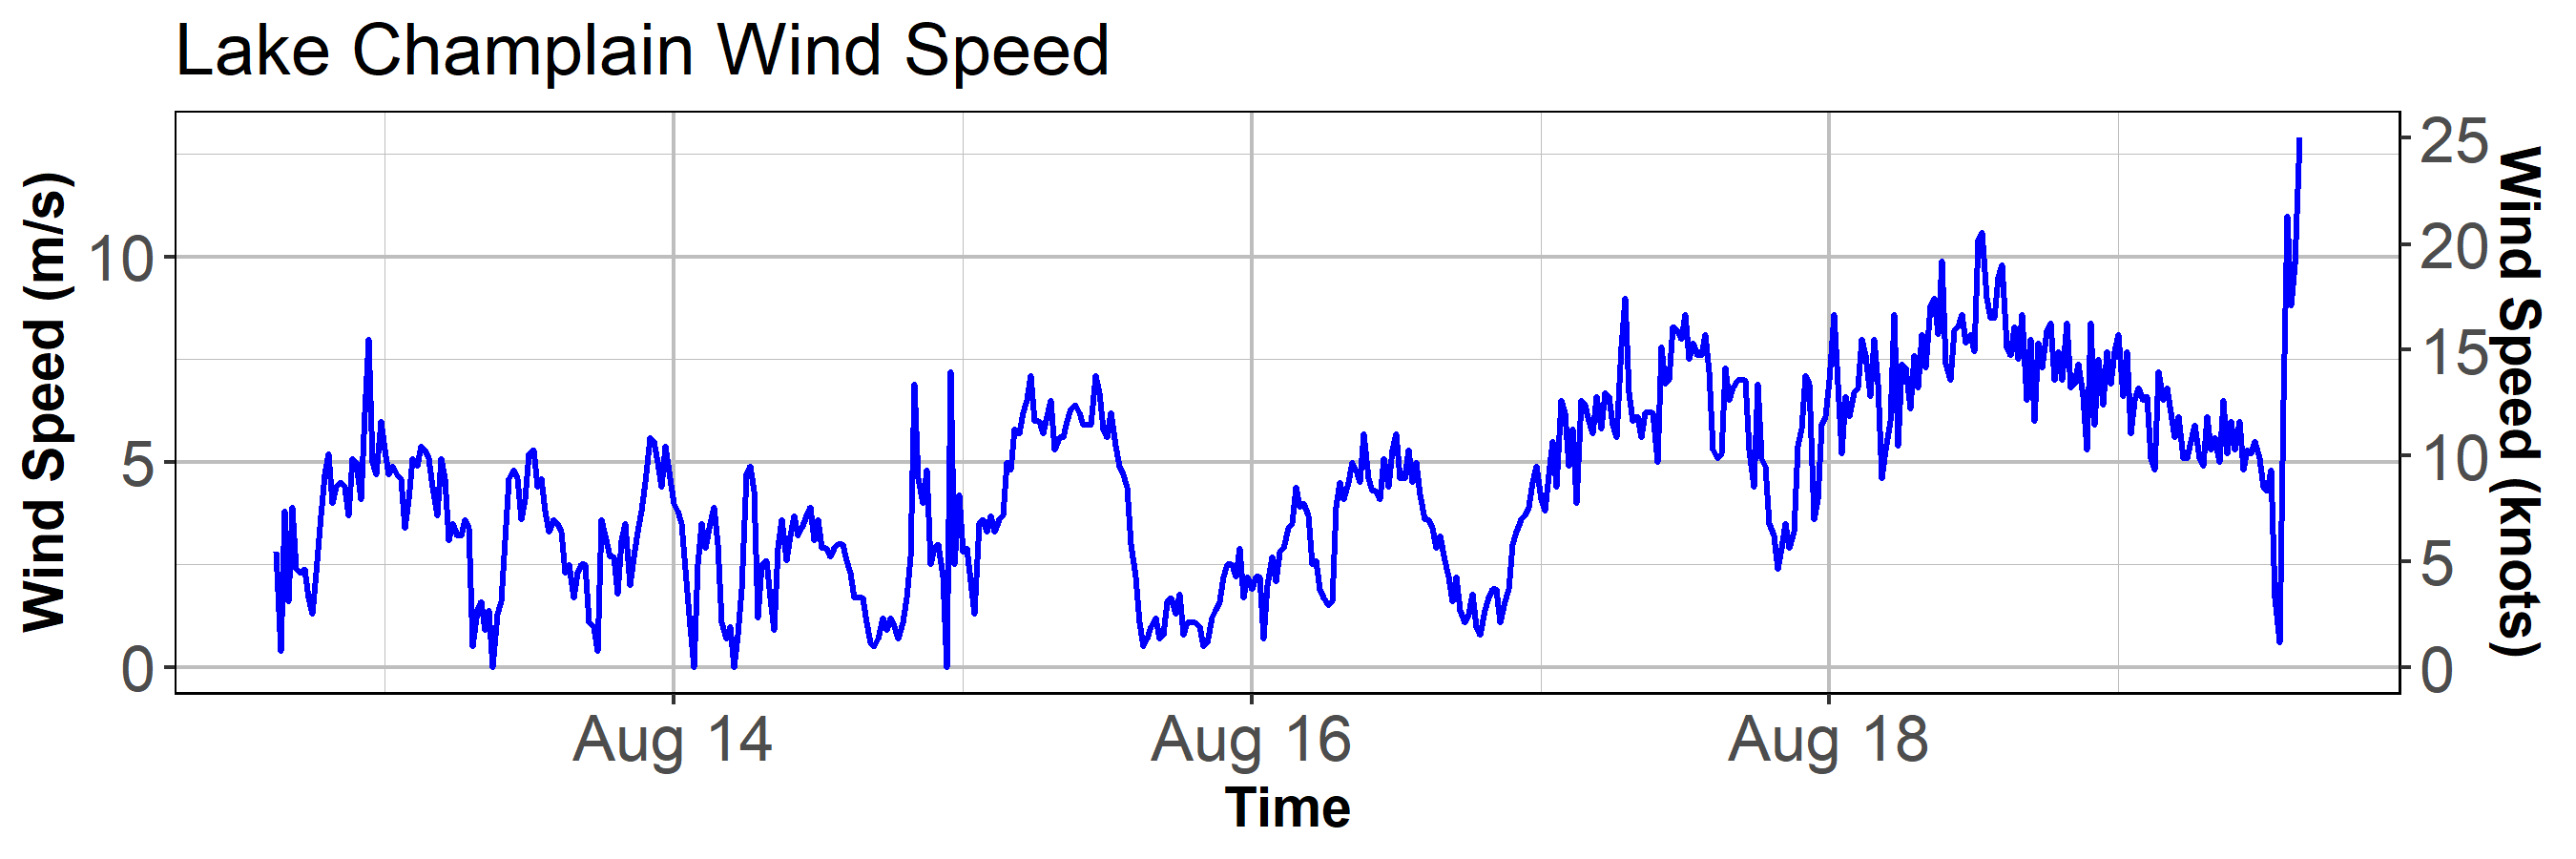 Lake Champlain Wind Speed
Wind Speed (m/s)
10
5
0
25
20
15
10
5
0
Wind Speed (knots)
Aug 14
Aug 16
Aug 18
Time